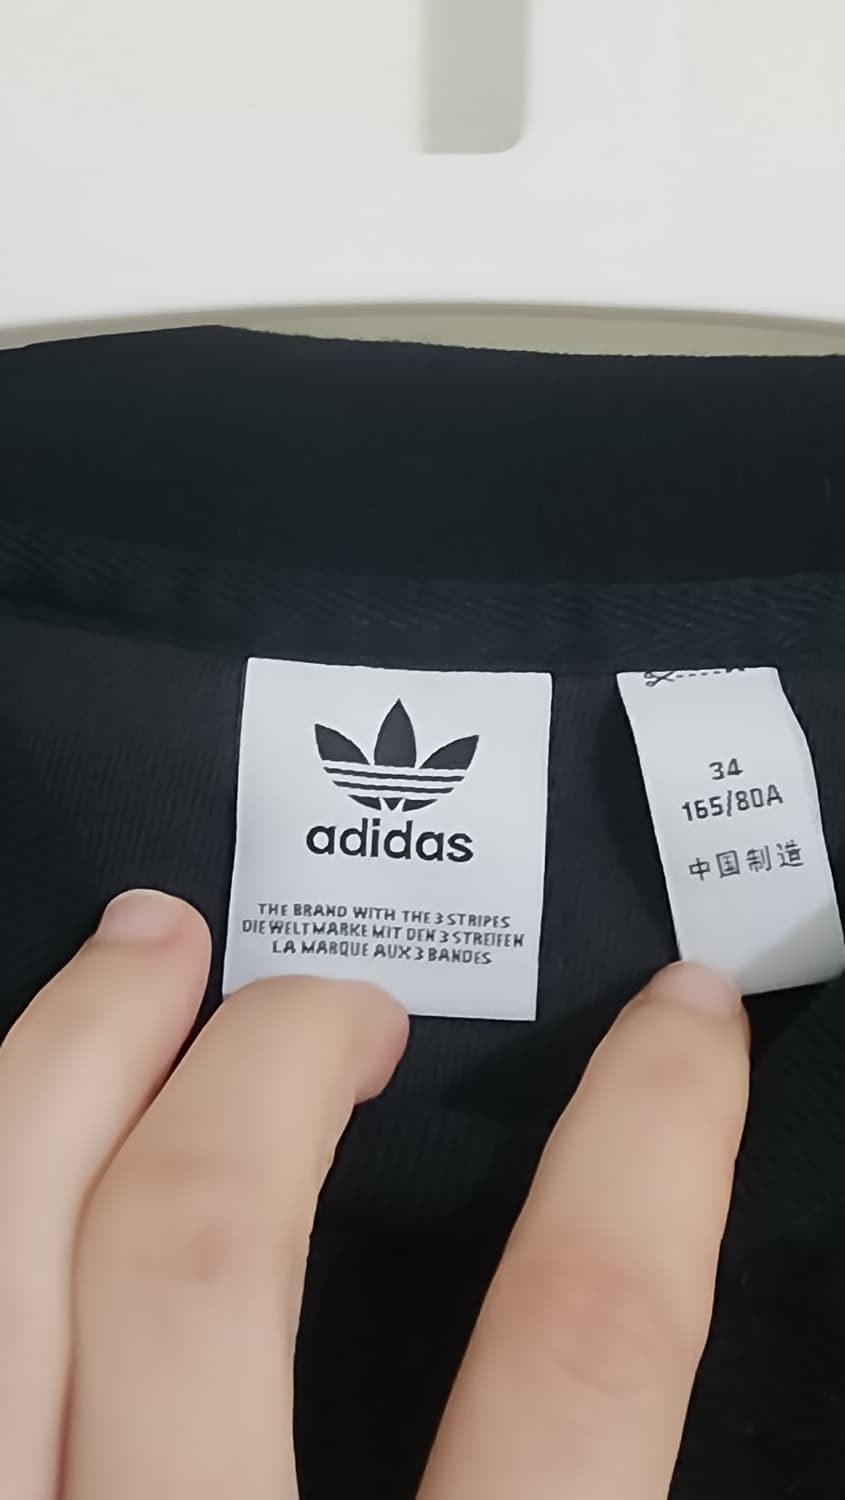 adidas
THE BRAND WITH THE 3 STRIPES
DIE WELTMARKE MIT DEN 3 STREIFEN
LA MARQUE AUX 3 BANDES
34
165/80A
中国制造